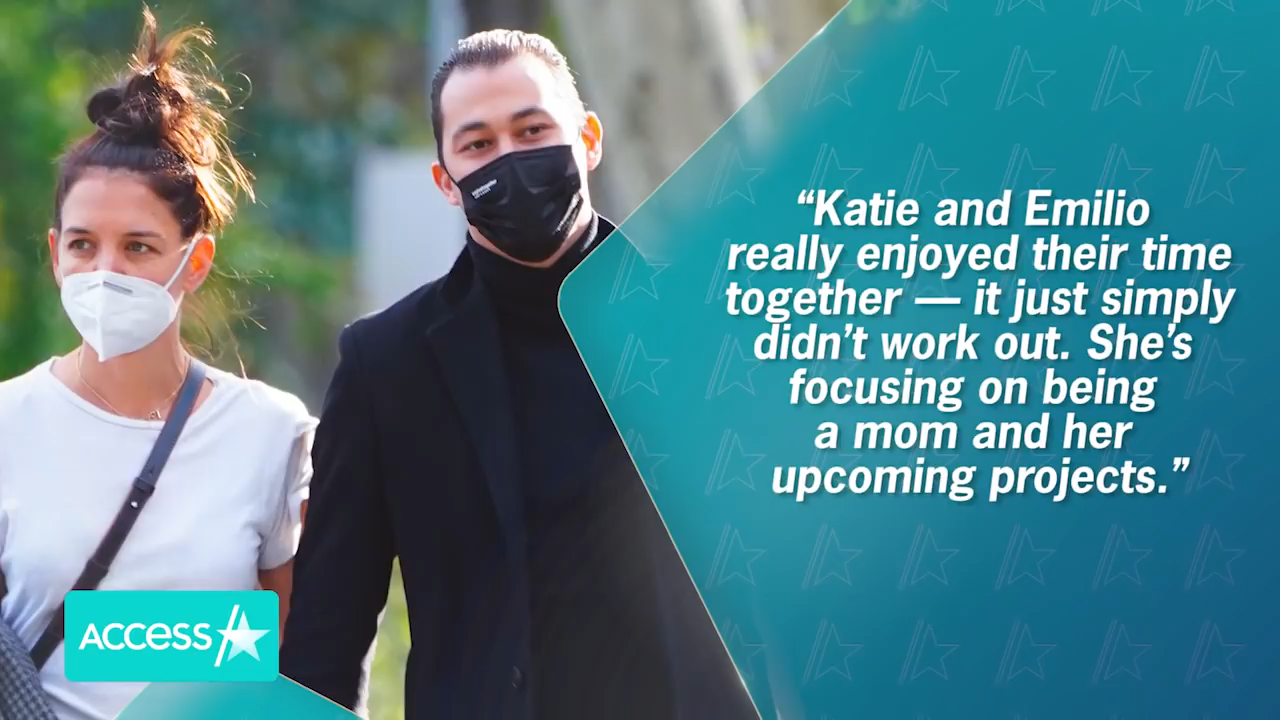 “Katie and Emilio
really enjoyed their time
together — it just simply
didn’t work out. She’s
focusing on being
a mom and her
upcoming projects.”
ACCESS